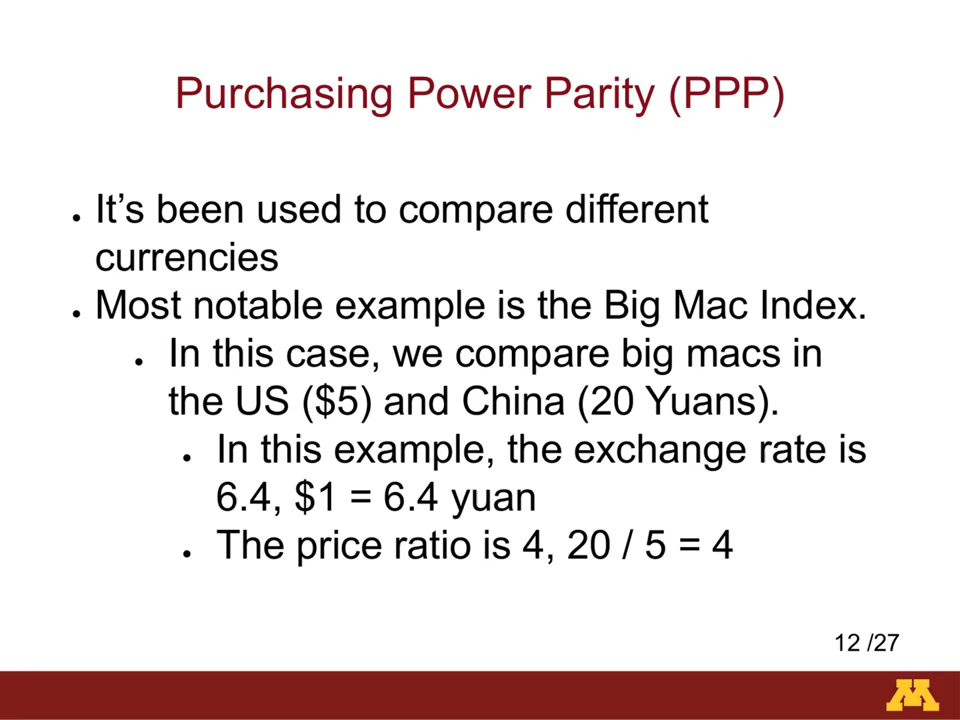 Purchasing Power Parity (PPP)
• It’s been used to compare different
currencies
• Most notable example is the Big Mac Index.
• In this case, we compare big macs in
the US ($5) and China (20 Yuans).
• In this example, the exchange rate is
6.4, $1 = 6.4 yuan
• The price ratio is 4, 20 / 5 = 4
12 /27
M